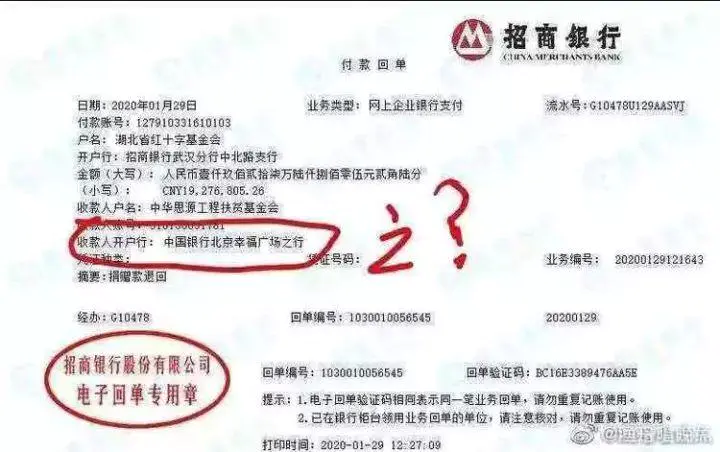 招商银行
CHINA MERCHANTS BANK
付款回单
日期：2020年01月29日 业务类型：网上企业银行支付 流水号：G10478U129AASVJ
付款账号：127910331610103
户名：湖北省红十字基金会
开户行：招商银行武汉分行中北路支行
金额（大写）：人民币壹仟玖佰贰拾柒万陆仟捌佰零伍元贰角陆分
（小写）：CNY19,276,805.26
收款人户名：中华思源工程扶贫基金会
收款人开户行：中国银行北京幸福广场之行
之?
凭证号码： 业务编号：20200129121643
摘要：捐赠款退回
经办：G10478 回单编号：1030010056545 20200129
招商银行股份有限公司
电子回单专用章
回单编号：1030010056545 回单验证码：BC16E3389476AA5E
提示：1.电子回单验证码相同表示同一笔业务回单，请勿重复记账使用。
2.已在银行柜台领用业务回单的单位，请注意核对，请勿重复记账使用。
打印时间：2020-01-29 12:27:09